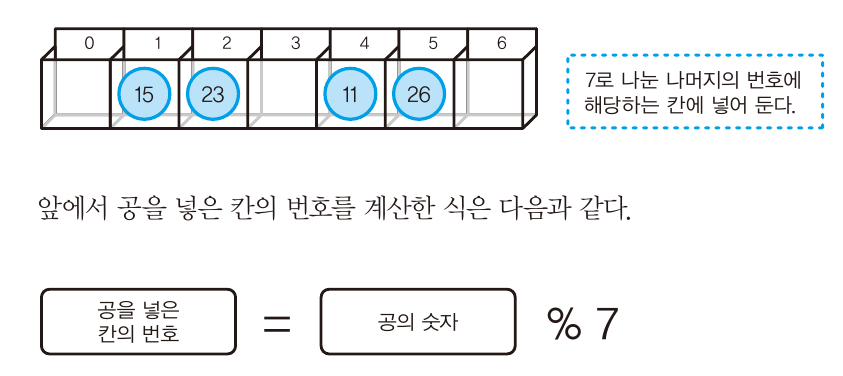 0 1 2 3 4 5 6
15 23 11 26
7로 나눈 나머지의 번호에
해당하는 칸에 넣어 둔다.
앞에서 공을 넣은 칸의 번호를 계산한 식은 다음과 같다.
공을 넣은
칸의 번호
= 공의 숫자 % 7